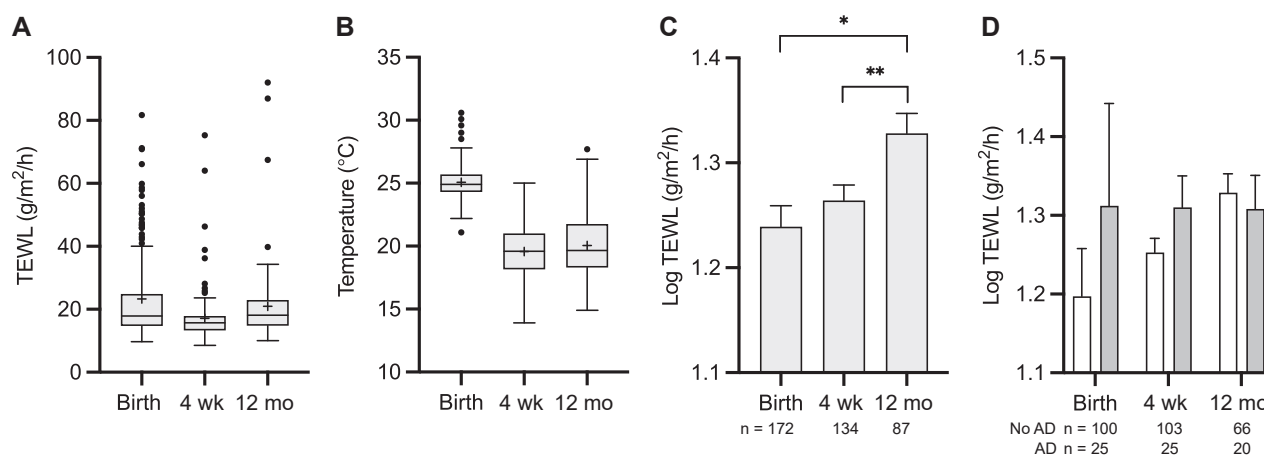 A
TEWL (g/m²/h)
100
80
60
40
20
0
Birth 4 wk 12 mo
B
Temperature (°C)
35
30
25
20
15
10
Birth 4 wk 12 mo
C
Log TEWL (g/m²/h)
1.4
1.3
1.2
1.1
*
**
Birth 4 wk 12 mo
n = 172 134 87
D
Log TEWL (g/m²/h)
1.5
1.4
1.3
1.2
1.1
Birth 4 wk 12 mo
No AD n = 100 103 66
AD n = 25 25 20